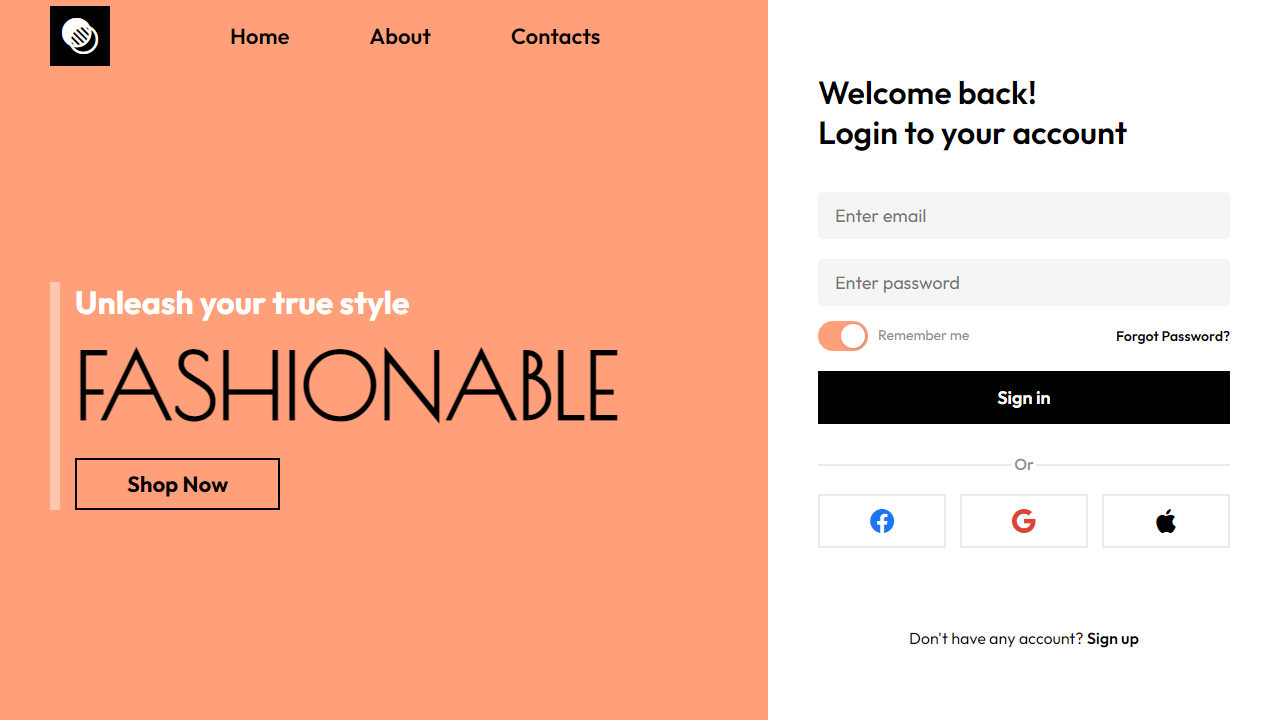 Home About Contacts
Unleash your true style
FASHIONABLE
Shop Now
Welcome back!
Login to your account
Enter email
Enter password
Remember me Forgot Password?
Sign in
Or
Don't have any account? Sign up